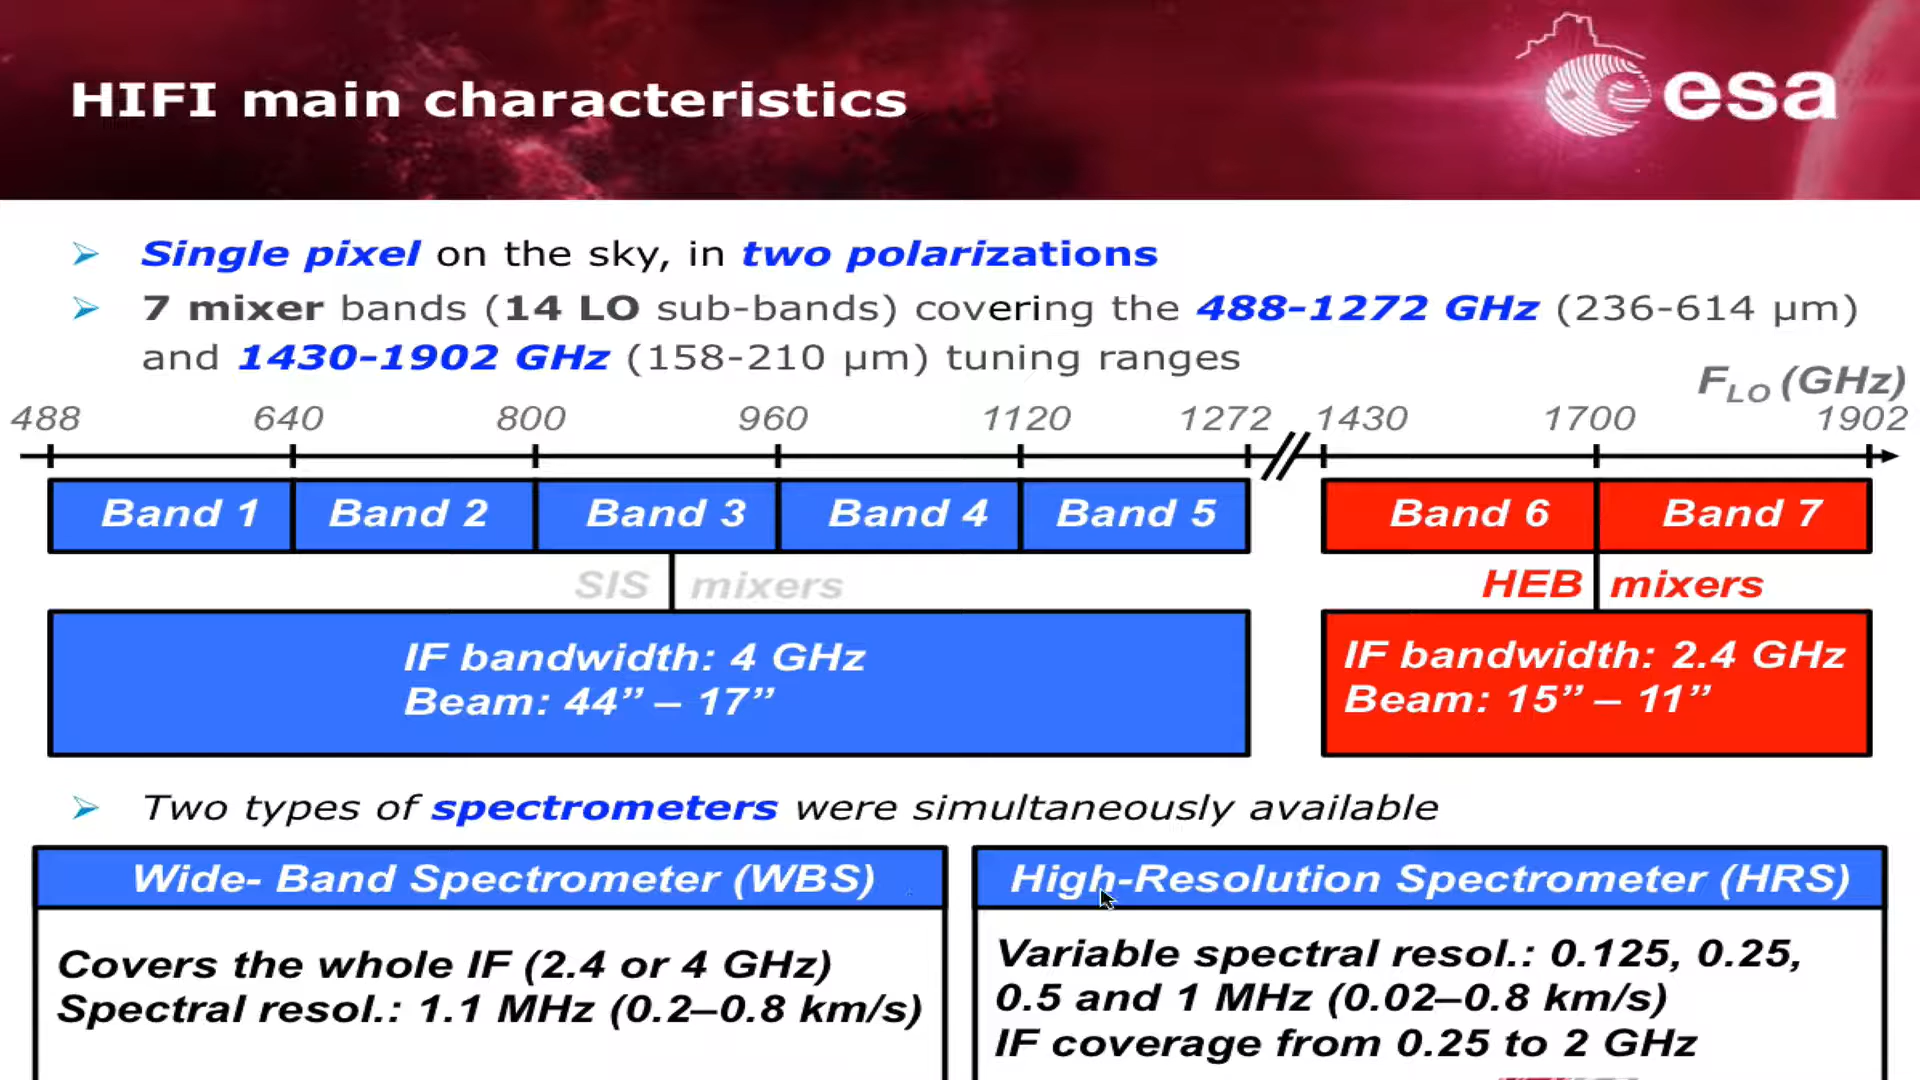 HIFI main characteristics
esa
Single pixel on the sky, in two polarizations
7 mixer bands (14 LO sub-bands) covering the 488-1272 GHz (236-614 µm)
and 1430-1902 GHz (158-210 µm) tuning ranges
F_LO (GHz)
488 640 800 960 1120 1272 1430 1700 1902
Band 1 Band 2 Band 3 Band 4 Band 5 Band 6 Band 7
SIS mixers HEB mixers
IF bandwidth: 4 GHz
Beam: 44” – 17”
IF bandwidth: 2.4 GHz
Beam: 15” – 11”
Two types of spectrometers were simultaneously available
Wide- Band Spectrometer (WBS)
Covers the whole IF (2.4 or 4 GHz)
Spectral resol.: 1.1 MHz (0.2–0.8 km/s)
High-Resolution Spectrometer (HRS)
Variable spectral resol.: 0.125, 0.25,
0.5 and 1 MHz (0.02–0.8 km/s)
IF coverage from 0.25 to 2 GHz